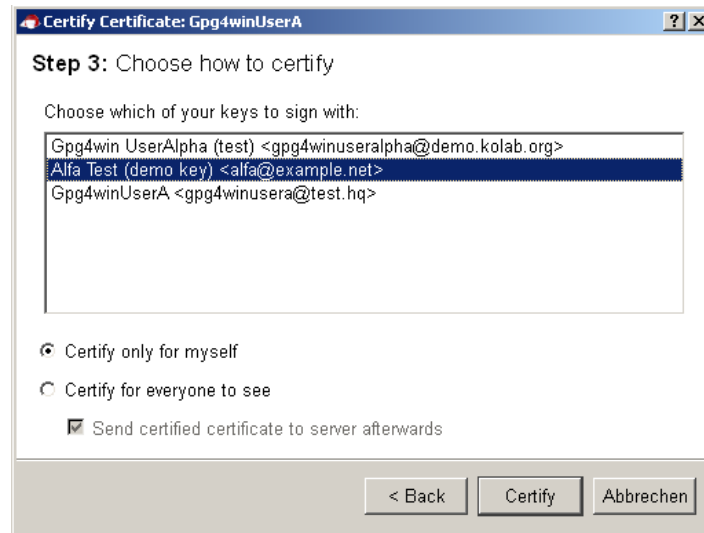 Certify Certificate: Gpg4winUserA
Step 3: Choose how to certify
Choose which of your keys to sign with:
Gpg4win UserAlpha (test) <gpg4winuseralpha@demo.kolab.org>
Alfa Test (demo key) <alfa@example.net>
Gpg4winUserA <gpg4winusera@test.hq>
Certify only for myself
Certify for everyone to see
Send certified certificate to server afterwards
< Back Certify Abbrechen